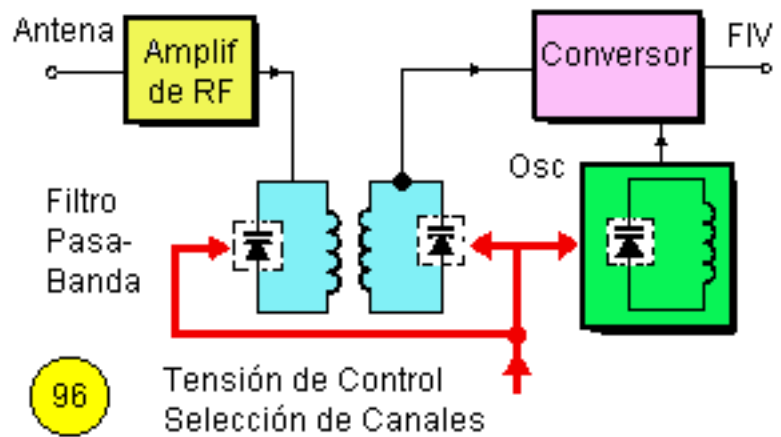 Antena
Amplif
de RF
Conversor
FIV
Osc
Filtro
Pasa-
Banda
96
Tensión de Control
Selección de Canales